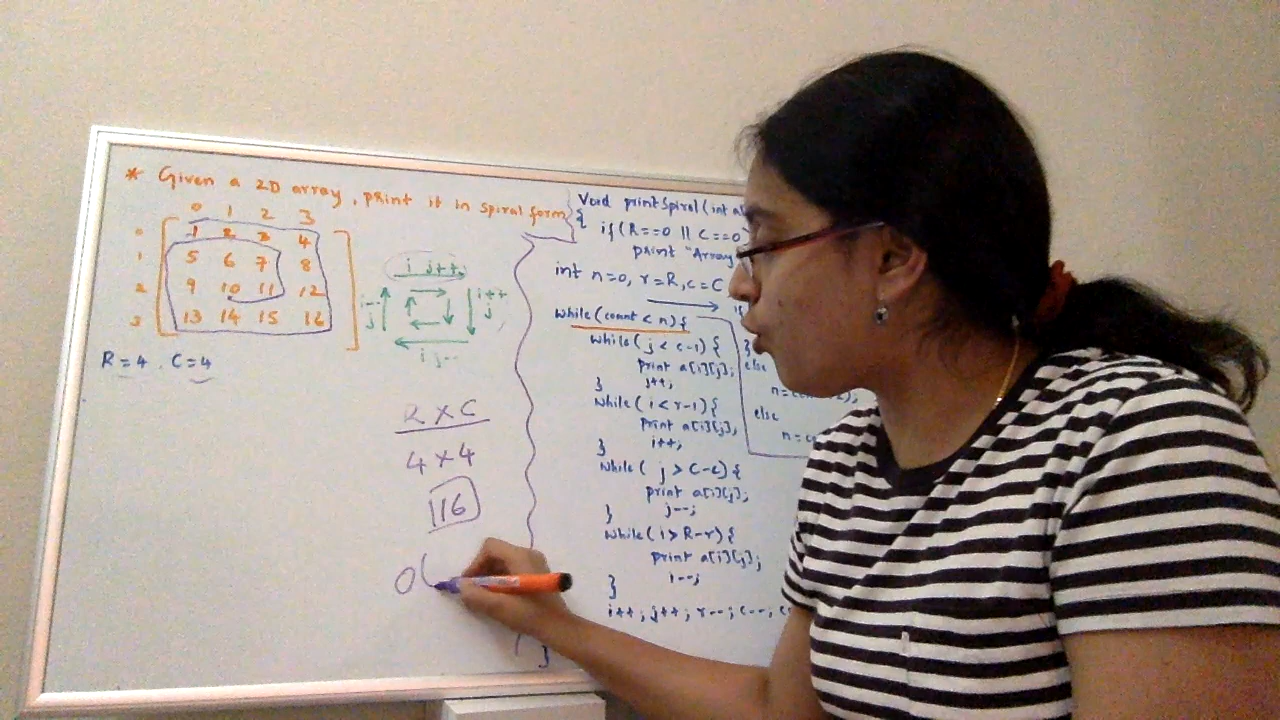 * Given a 2D array, print it in spiral form
0 1 2 3
0 1 2 3 4
1 5 6 7 8
2 9 10 11 12
3 13 14 15 16
R=4, C=4
i j++
i-- j
i++ j
i j--
R X C
4 x 4
16
O(
Void printSpiral(int a
{
if(R==0 || C==0
print "Array
int n=0, r=R, c=C
while(count < n){
while(j < c-1) {
print a[i][j];
j++;
}
while(i < r-1){
print a[i][j],
i++,
}
while( j > C-c){
print a[i][j];
j--;
}
while(i > R-r){
print a[i][j];
i--;
}
i++, j++, r--; c--;
}
}
else
else